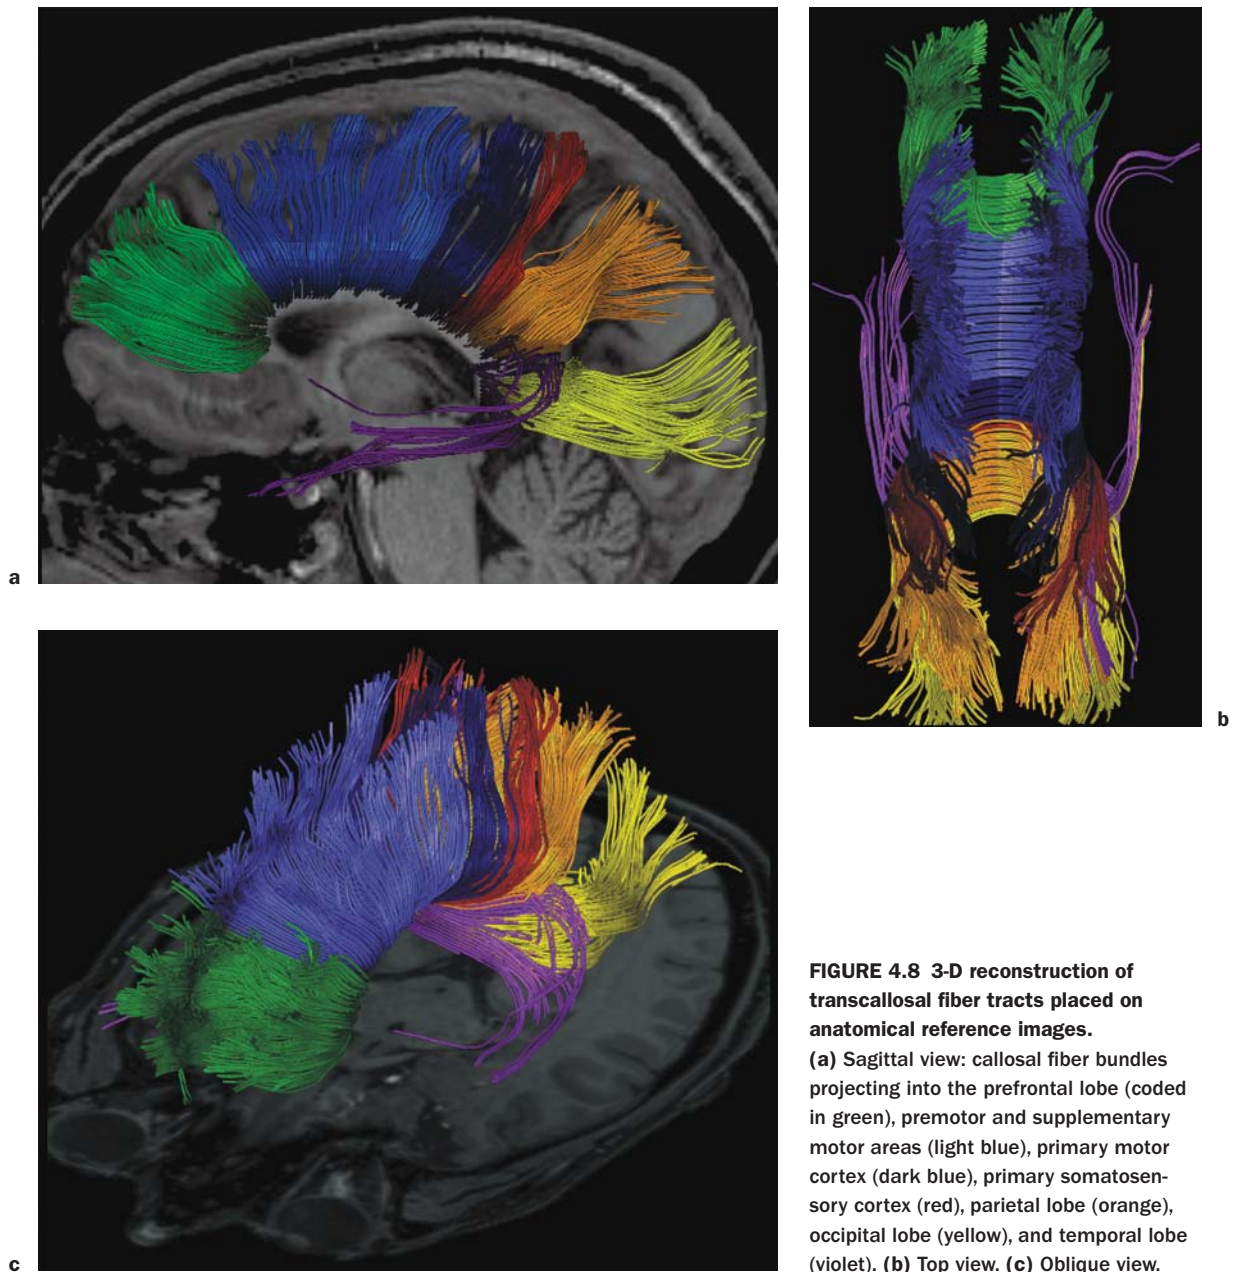 a
b
c
FIGURE 4.8 3-D reconstruction of
transcallosal fiber tracts placed on
anatomical reference images.
(a) Sagittal view: callosal fiber bundles
projecting into the prefrontal lobe (coded
in green), premotor and supplementary
motor areas (light blue), primary motor
cortex (dark blue), primary somatosen-
sory cortex (red), parietal lobe (orange),
occipital lobe (yellow), and temporal lobe
(violet). (b) Top view. (c) Oblique view.